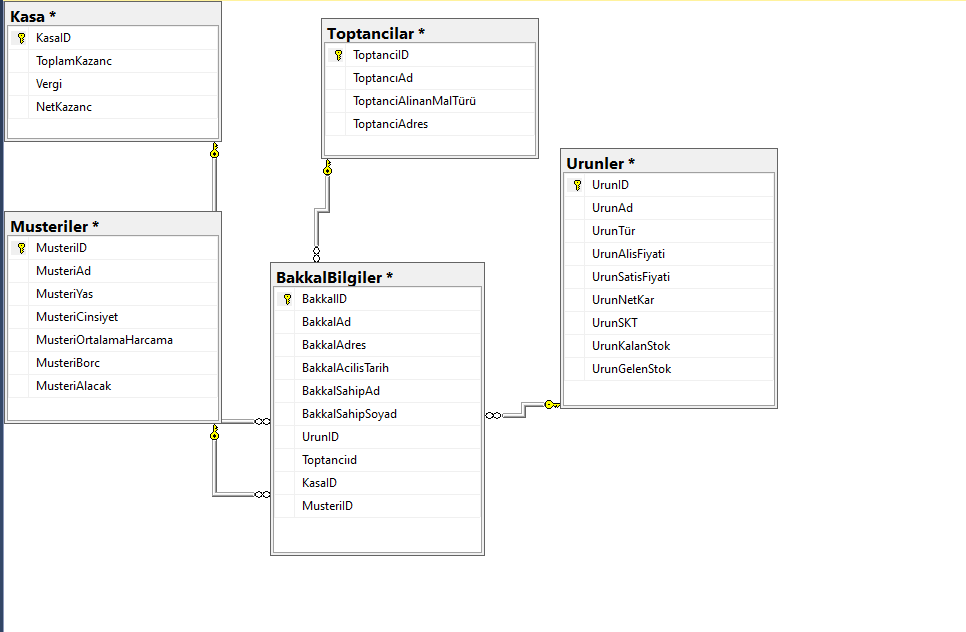 Kasa *
KasaID
ToplamKazanc
Vergi
NetKazanc
Toptancilar *
ToptanciID
ToptancıAd
ToptanciAlinanMalTürü
ToptanciAdres
Urunler *
UrunID
UrunAd
UrunTür
UrunAlisFiyati
UrunSatisFiyati
UrunNetKar
UrunSKT
UrunKalanStok
UrunGelenStok
Musteriler *
MusteriID
MusteriAd
MusteriYas
MusteriCinsiyet
MusteriOrtalamaHarcama
MusteriBorc
MusteriAlacak
BakkalBilgiler *
BakkalID
BakkalAd
BakkalAdres
BakkalAcilisTarih
BakkalSahipAd
BakkalSahipSoyad
UrunID
Toptanciıd
KasaID
MusteriID